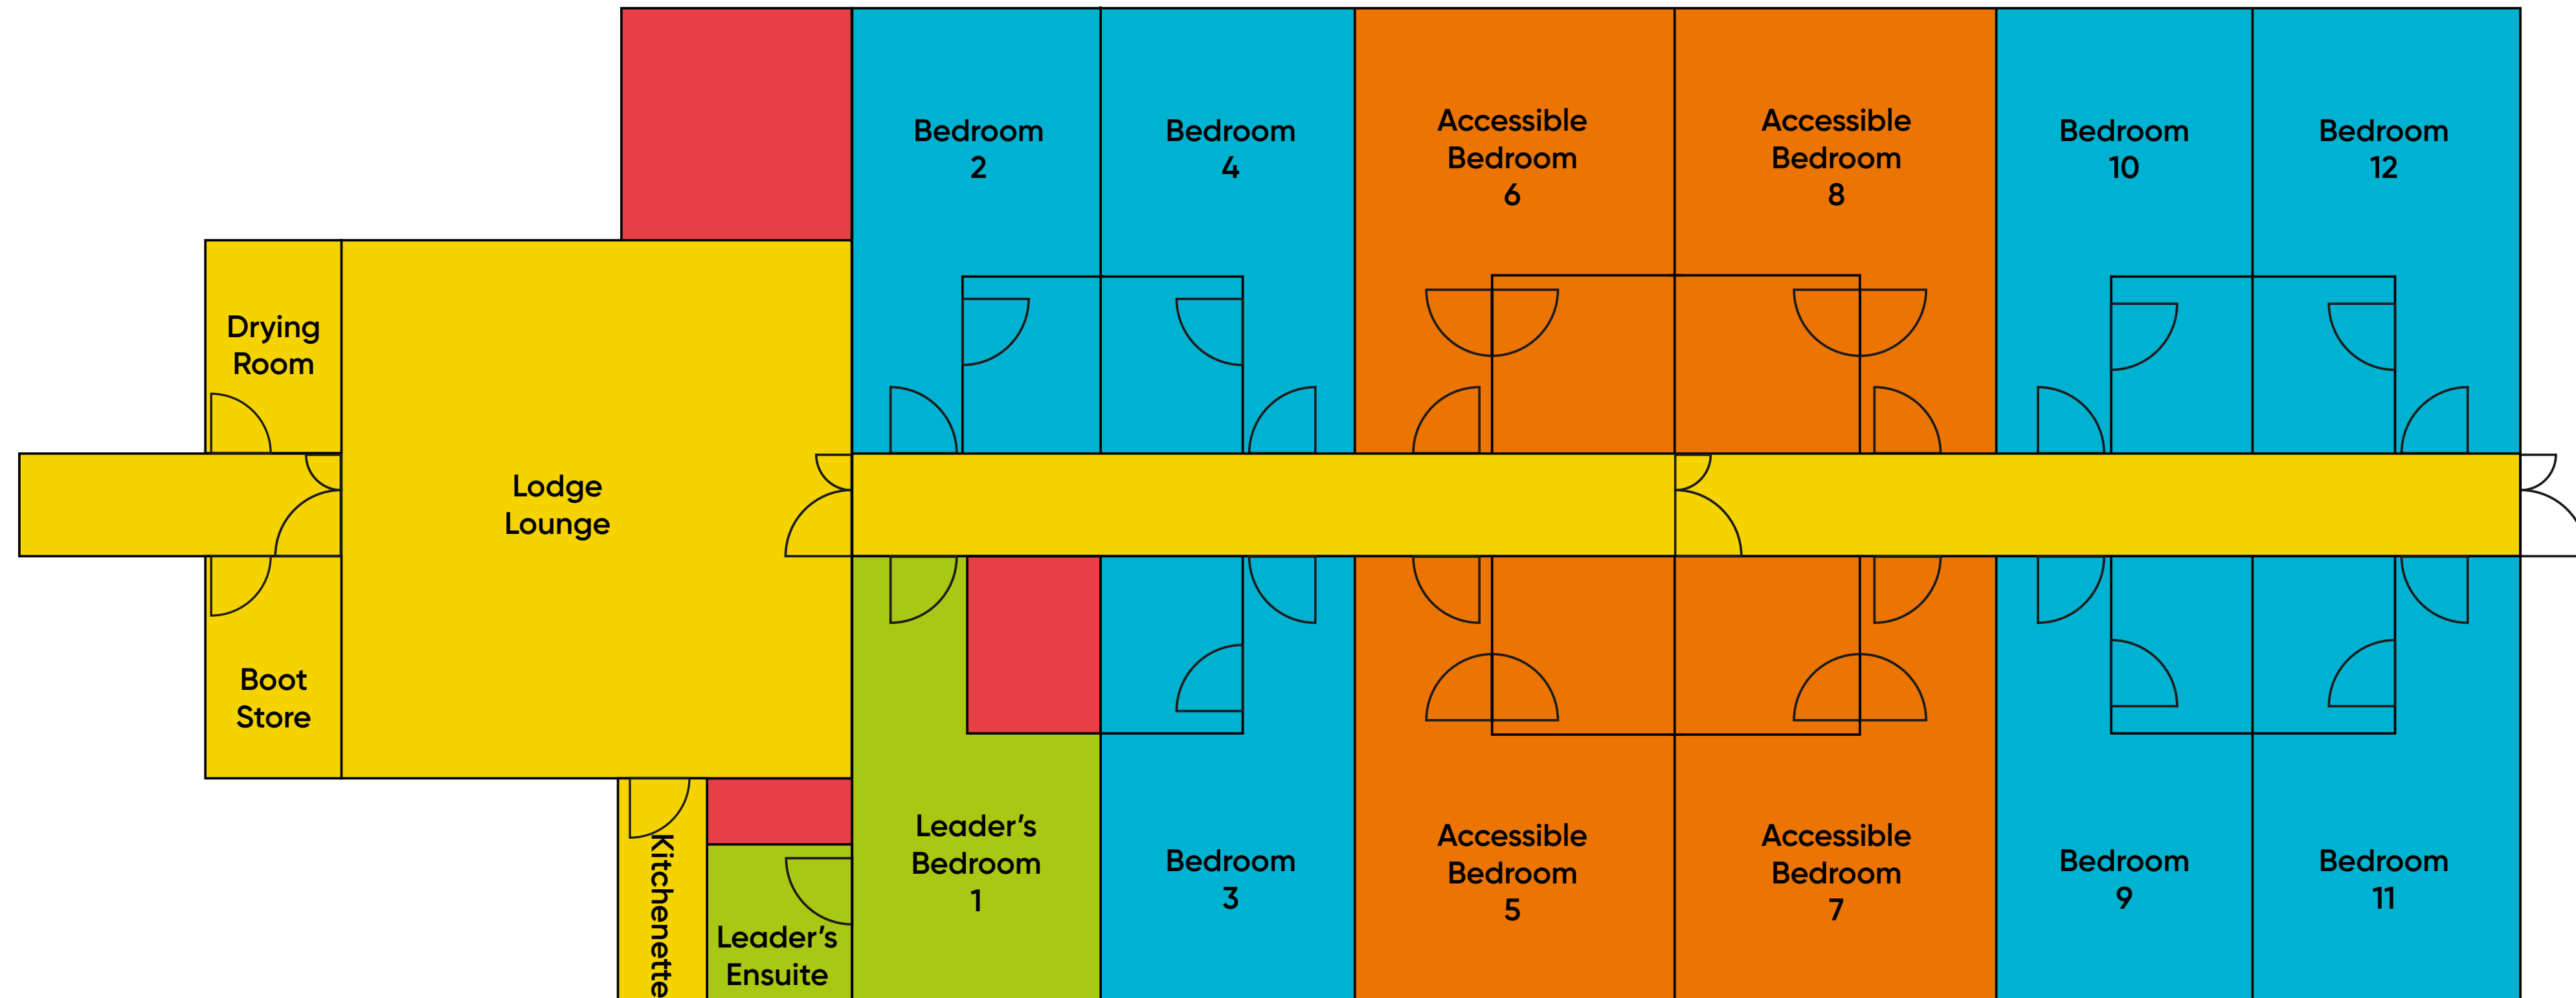 Bedroom
2
Bedroom
4
Accessible
Bedroom
6
Accessible
Bedroom
8
Bedroom
10
Bedroom
12
Drying
Room
Lodge
Lounge
Boot
Store
Kitchenette
Leader's
Ensuite
Leader's
Bedroom
1
Bedroom
3
Accessible
Bedroom
5
Accessible
Bedroom
7
Bedroom
9
Bedroom
11